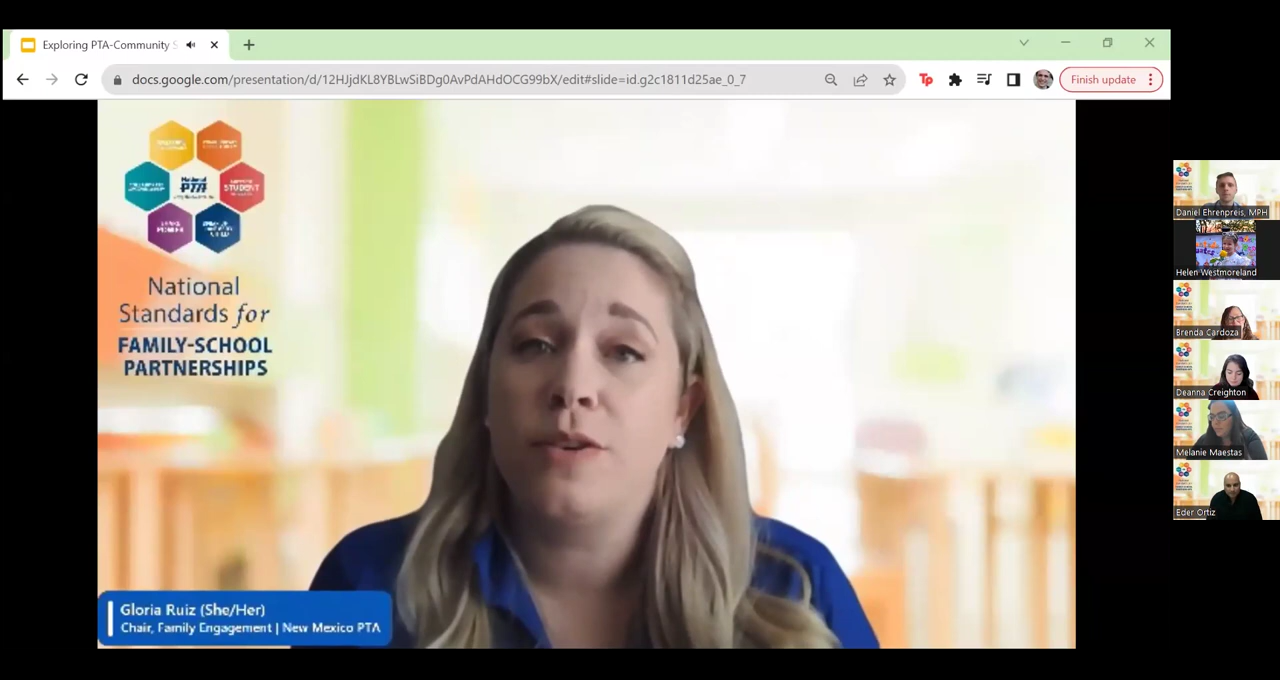 Exploring PTA-Community S
docs.google.com/presentation/d/12HJjdKL8YBLwSiBDg0AvPdAHdOCG99bX/edit#slide=id.g2c1811d25ae_0_7
Tp
Finish update
National
PTA
STUDENT
National
Standards for
FAMILY-SCHOOL
PARTNERSHIPS
Gloria Ruiz (She/Her)
Chair, Family Engagement | New Mexico PTA
Daniel Ehrenpreis, MPH
Helen Westmoreland
Brenda Cardoza
Deanna Creighton
Melanie Maestas
Eder Ortiz